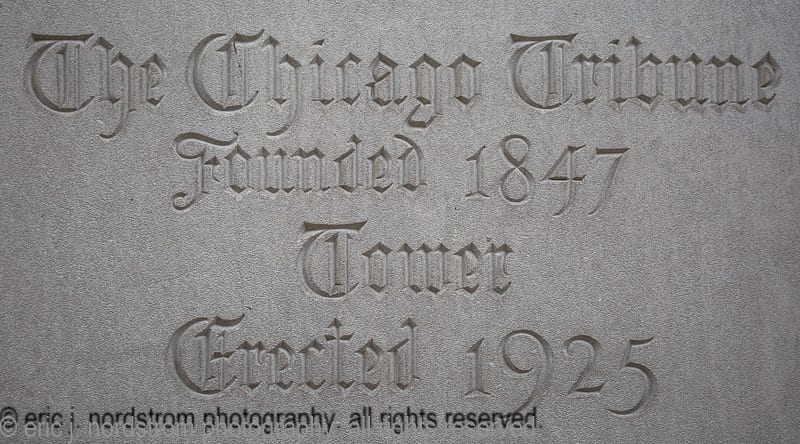 The Chicago Tribune
Founded 1847
Tower
Erected 1925
© eric j. nordstrom photography. all rights reserved.